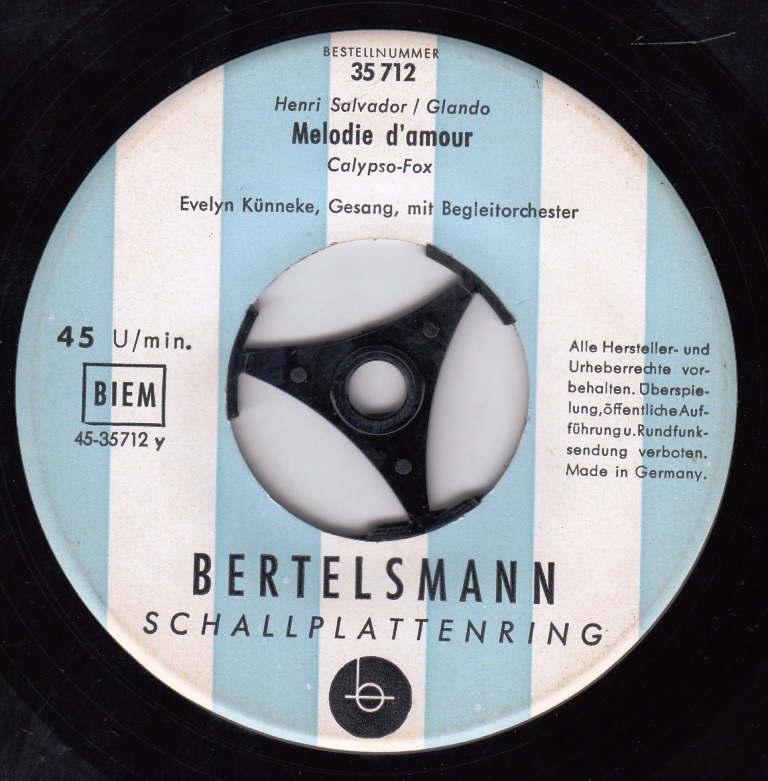 BESTELLNUMMER
35 712
Henri Salvador / Glando
Melodie d'amour
Calypso-Fox
Evelyn Künneke, Gesang, mit Begleitorchester
45 U/min.
BIEM
45-35712 y
Alle Hersteller- und
Urheberrechte vor-
behalten. Überspie-
lung, öffentliche Auf-
führung u. Rundfunk-
sendung verboten.
Made in Germany.
BERTELSMANN
SCHALLPLATTENRING
b